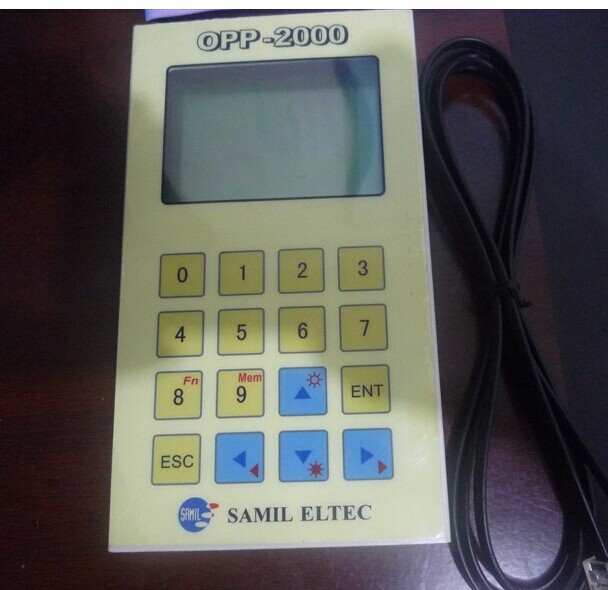 OPP-2000
0 1 2 3
4 5 6 7
Fn Mem
8 9 ENT
ESC
SAMIL SAMIL ELTEC